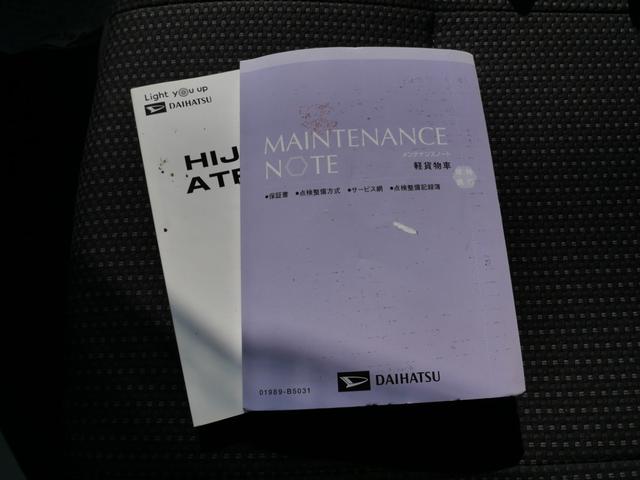 Light you up
DAIHATSU
HIJ
ATR
MAINTENANCE
NOTE
メンテナンスノート
軽貨物車
•保証書 •点検整備方式 •サービス網 •点検整備記録簿
DAIHATSU
01989-B5031